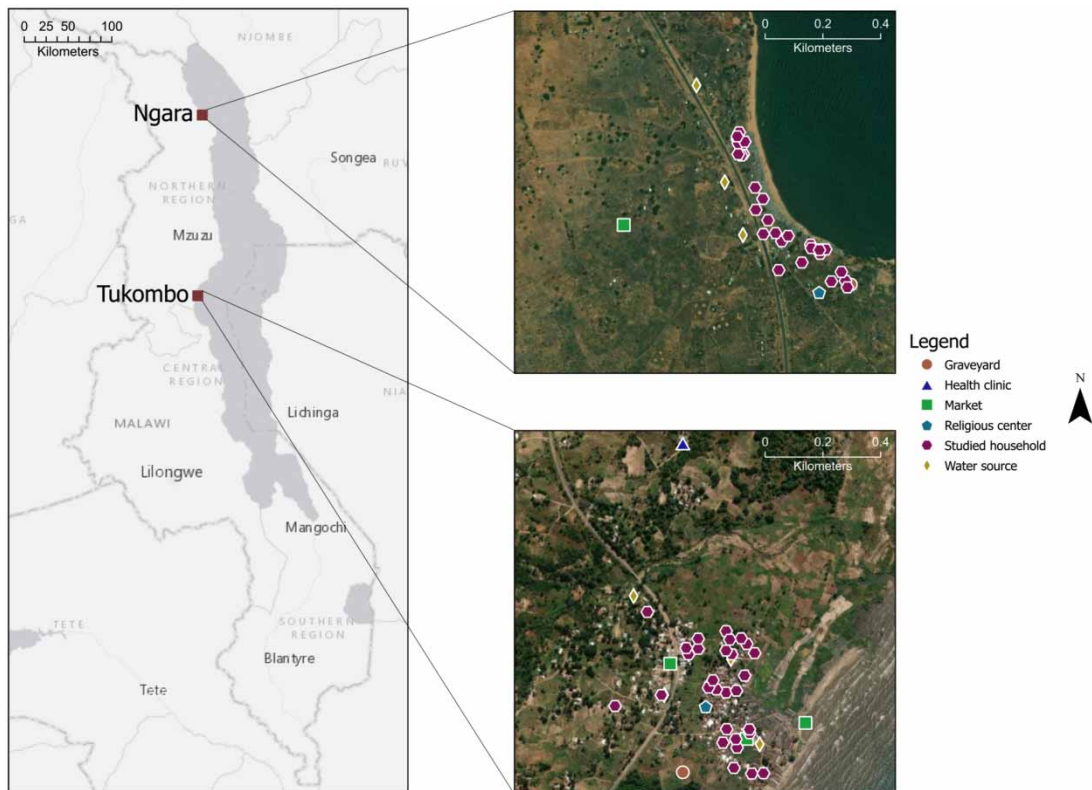 0 25 50 100
Kilometers
NJOMBE
Ngara
Songea
RUV
NORTHERN
REGION
GA
Mzuzu
Tukombo
CENTRA
REGION
NIA
Lichinga
MALAWI
Lilongwe
Mangochi
TETE
SOUTHERN
REGION
Blantyre
Tete
0 0.2 0.4
Kilometers
0 0.2 0.4
Kilometers
Legend
Graveyard
Health clinic
Market
Religious center
Studied household
Water source
N